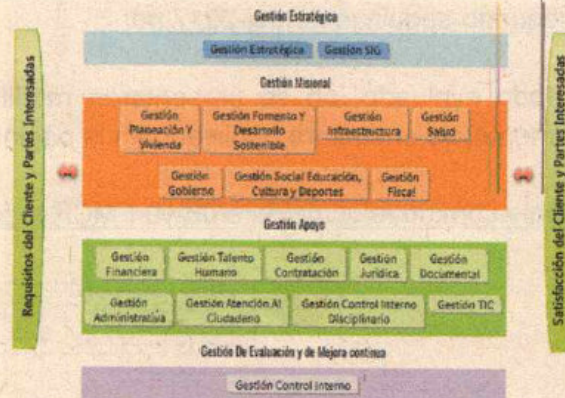 Gestión Estratégica
Gestión Estratégica
Gestión SIG
Gestión Misional
Gestión
Planeación Y
Vivienda
Gestión Fomento Y
Desarrollo
Sostenible
Gestión
Infraestructura
Gestión
Salud
Gestión
Gobierno
Gestión Social Educación,
Cultura y Deportes
Gestión
Fiscal
Gestión Apoyo
Gestión
Financiera
Gestión Talento
Humano
Gestión
Contratación
Gestión
Jurídica
Gestión
Documental
Gestión
Administrativa
Gestión Atención Al
Ciudadano
Gestión Control Interno
Disciplinario
Gestión TIC
Gestión De Evaluación y de Mejora continua
Gestión Control Interno
Requisitos del Cliente y Partes Interesadas
Satisfacción del Cliente y Partes Interesadas